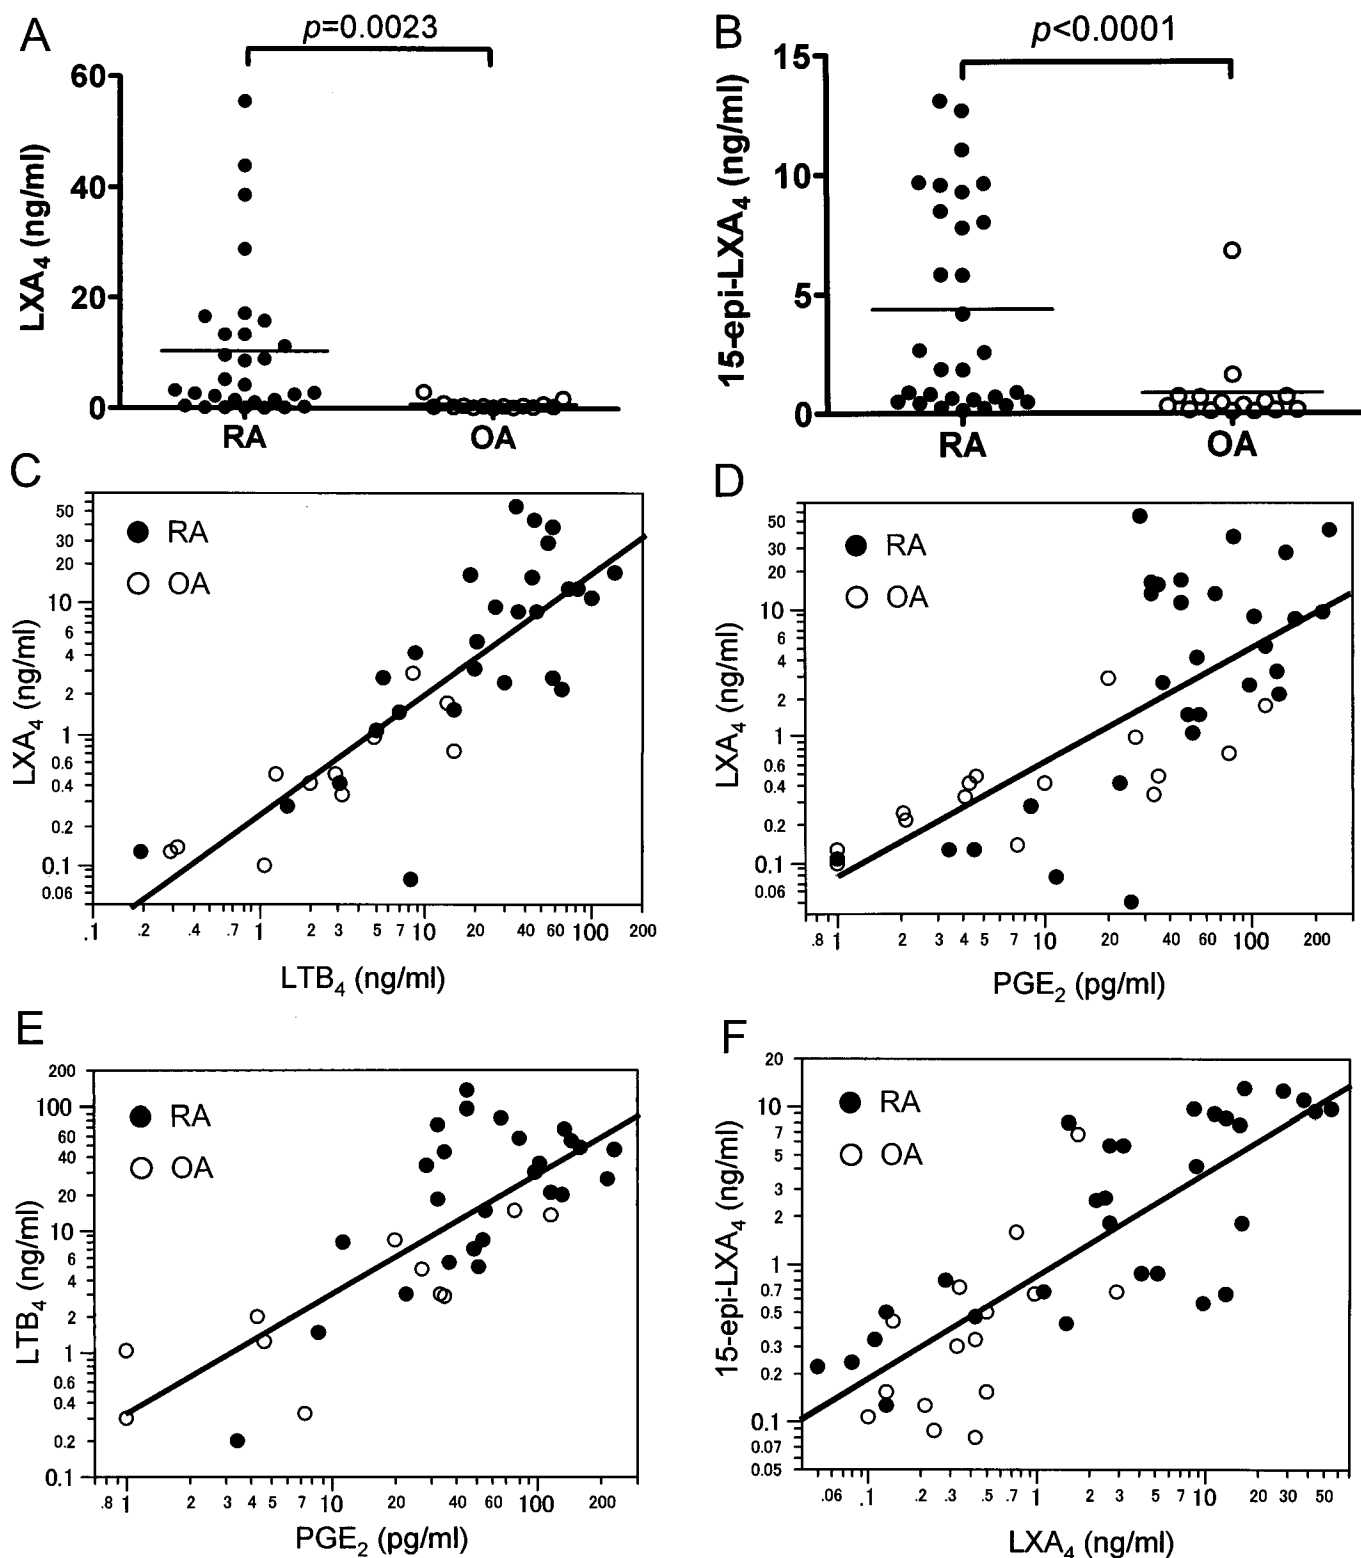 A
p=0.0023
60
40
20
0
LXA4 (ng/ml)
RA
OA
B
p<0.0001
15
10
5
0
15-epi-LXA4 (ng/ml)
RA
OA
C
50
30
20
10
6
4
2
1
0.6
0.4
0.2
0.1
0.06
LXA4 (ng/ml)
RA
OA
.1 .2 .4 .7 1 2 3 5 7 10 20 40 60 100 200
LTB4 (ng/ml)
D
50
30
20
10
6
4
2
1
0.6
0.4
0.2
0.1
0.06
LXA4 (ng/ml)
RA
OA
.8 1 2 3 4 5 7 10 20 40 60 100 200
PGE2 (pg/ml)
E
200
100
60
40
20
10
6
4
2
1
0.6
0.4
0.2
0.1
LTB4 (ng/ml)
RA
OA
.8 1 2 3 4 5 7 10 20 40 60 100 200
PGE2 (pg/ml)
F
20
10
7
5
3
2
1
0.7
0.5
0.3
0.2
0.1
0.07
0.05
15-epi-LXA4 (ng/ml)
RA
OA
.06 .1 .2 .3 .5 .7 1 2 3 5 7 10 20 30 50
LXA4 (ng/ml)